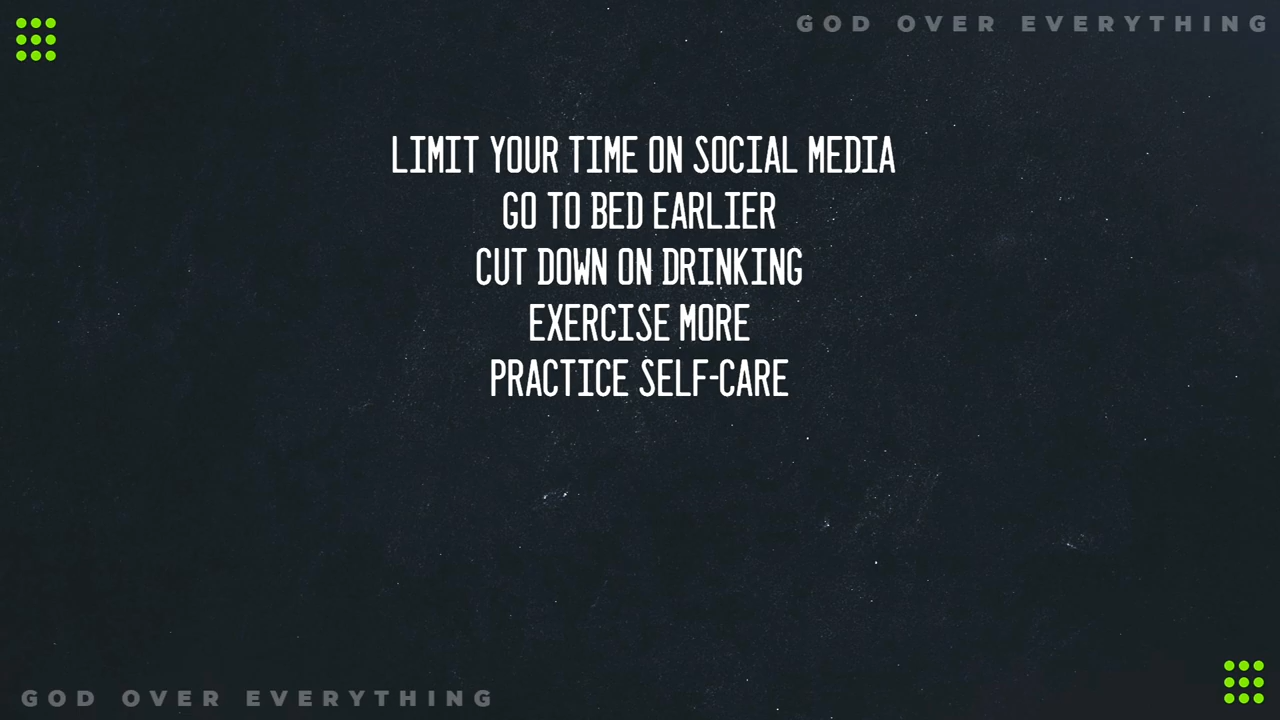 GOD OVER EVERYTHING
LIMIT YOUR TIME ON SOCIAL MEDIA
GO TO BED EARLIER
CUT DOWN ON DRINKING
EXERCISE MORE
PRACTICE SELF-CARE
GOD OVER EVERYTHING